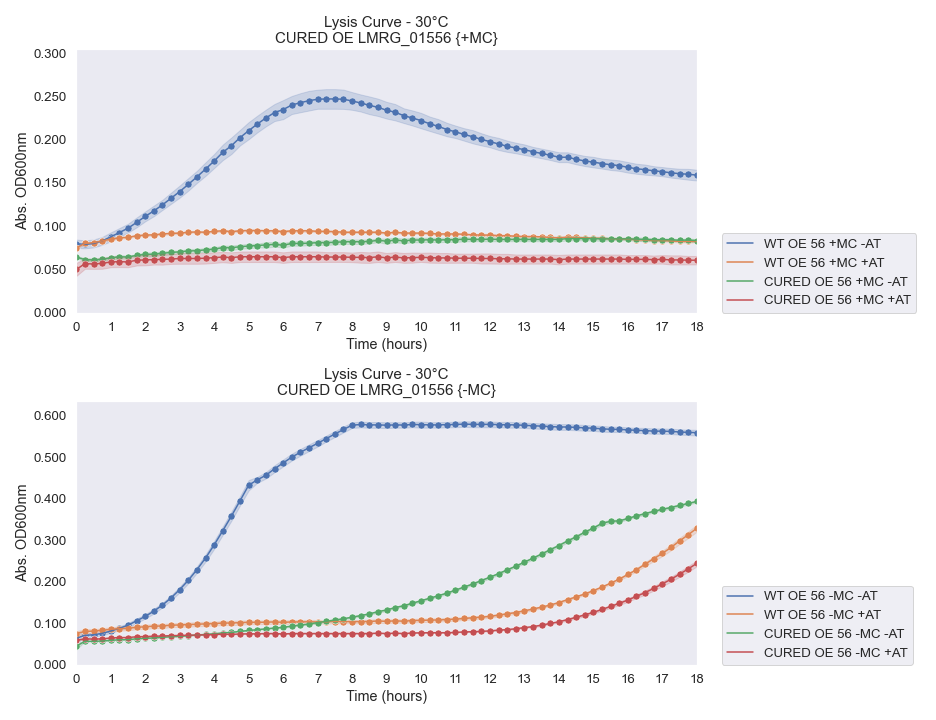 Lysis Curve - 30°C
CURED OE LMRG_01556 {+MC}
0.300
0.250
0.200
0.150
0.100
0.050
0.000
Abs. OD600nm
0 1 2 3 4 5 6 7 8 9 10 11 12 13 14 15 16 17 18
Time (hours)
WT OE 56 +MC -AT
WT OE 56 +MC +AT
CURED OE 56 +MC -AT
CURED OE 56 +MC +AT
Lysis Curve - 30°C
CURED OE LMRG_01556 {-MC}
0.600
0.500
0.400
0.300
0.200
0.100
0.000
Abs. OD600nm
0 1 2 3 4 5 6 7 8 9 10 11 12 13 14 15 16 17 18
Time (hours)
WT OE 56 -MC -AT
WT OE 56 -MC +AT
CURED OE 56 -MC -AT
CURED OE 56 -MC +AT